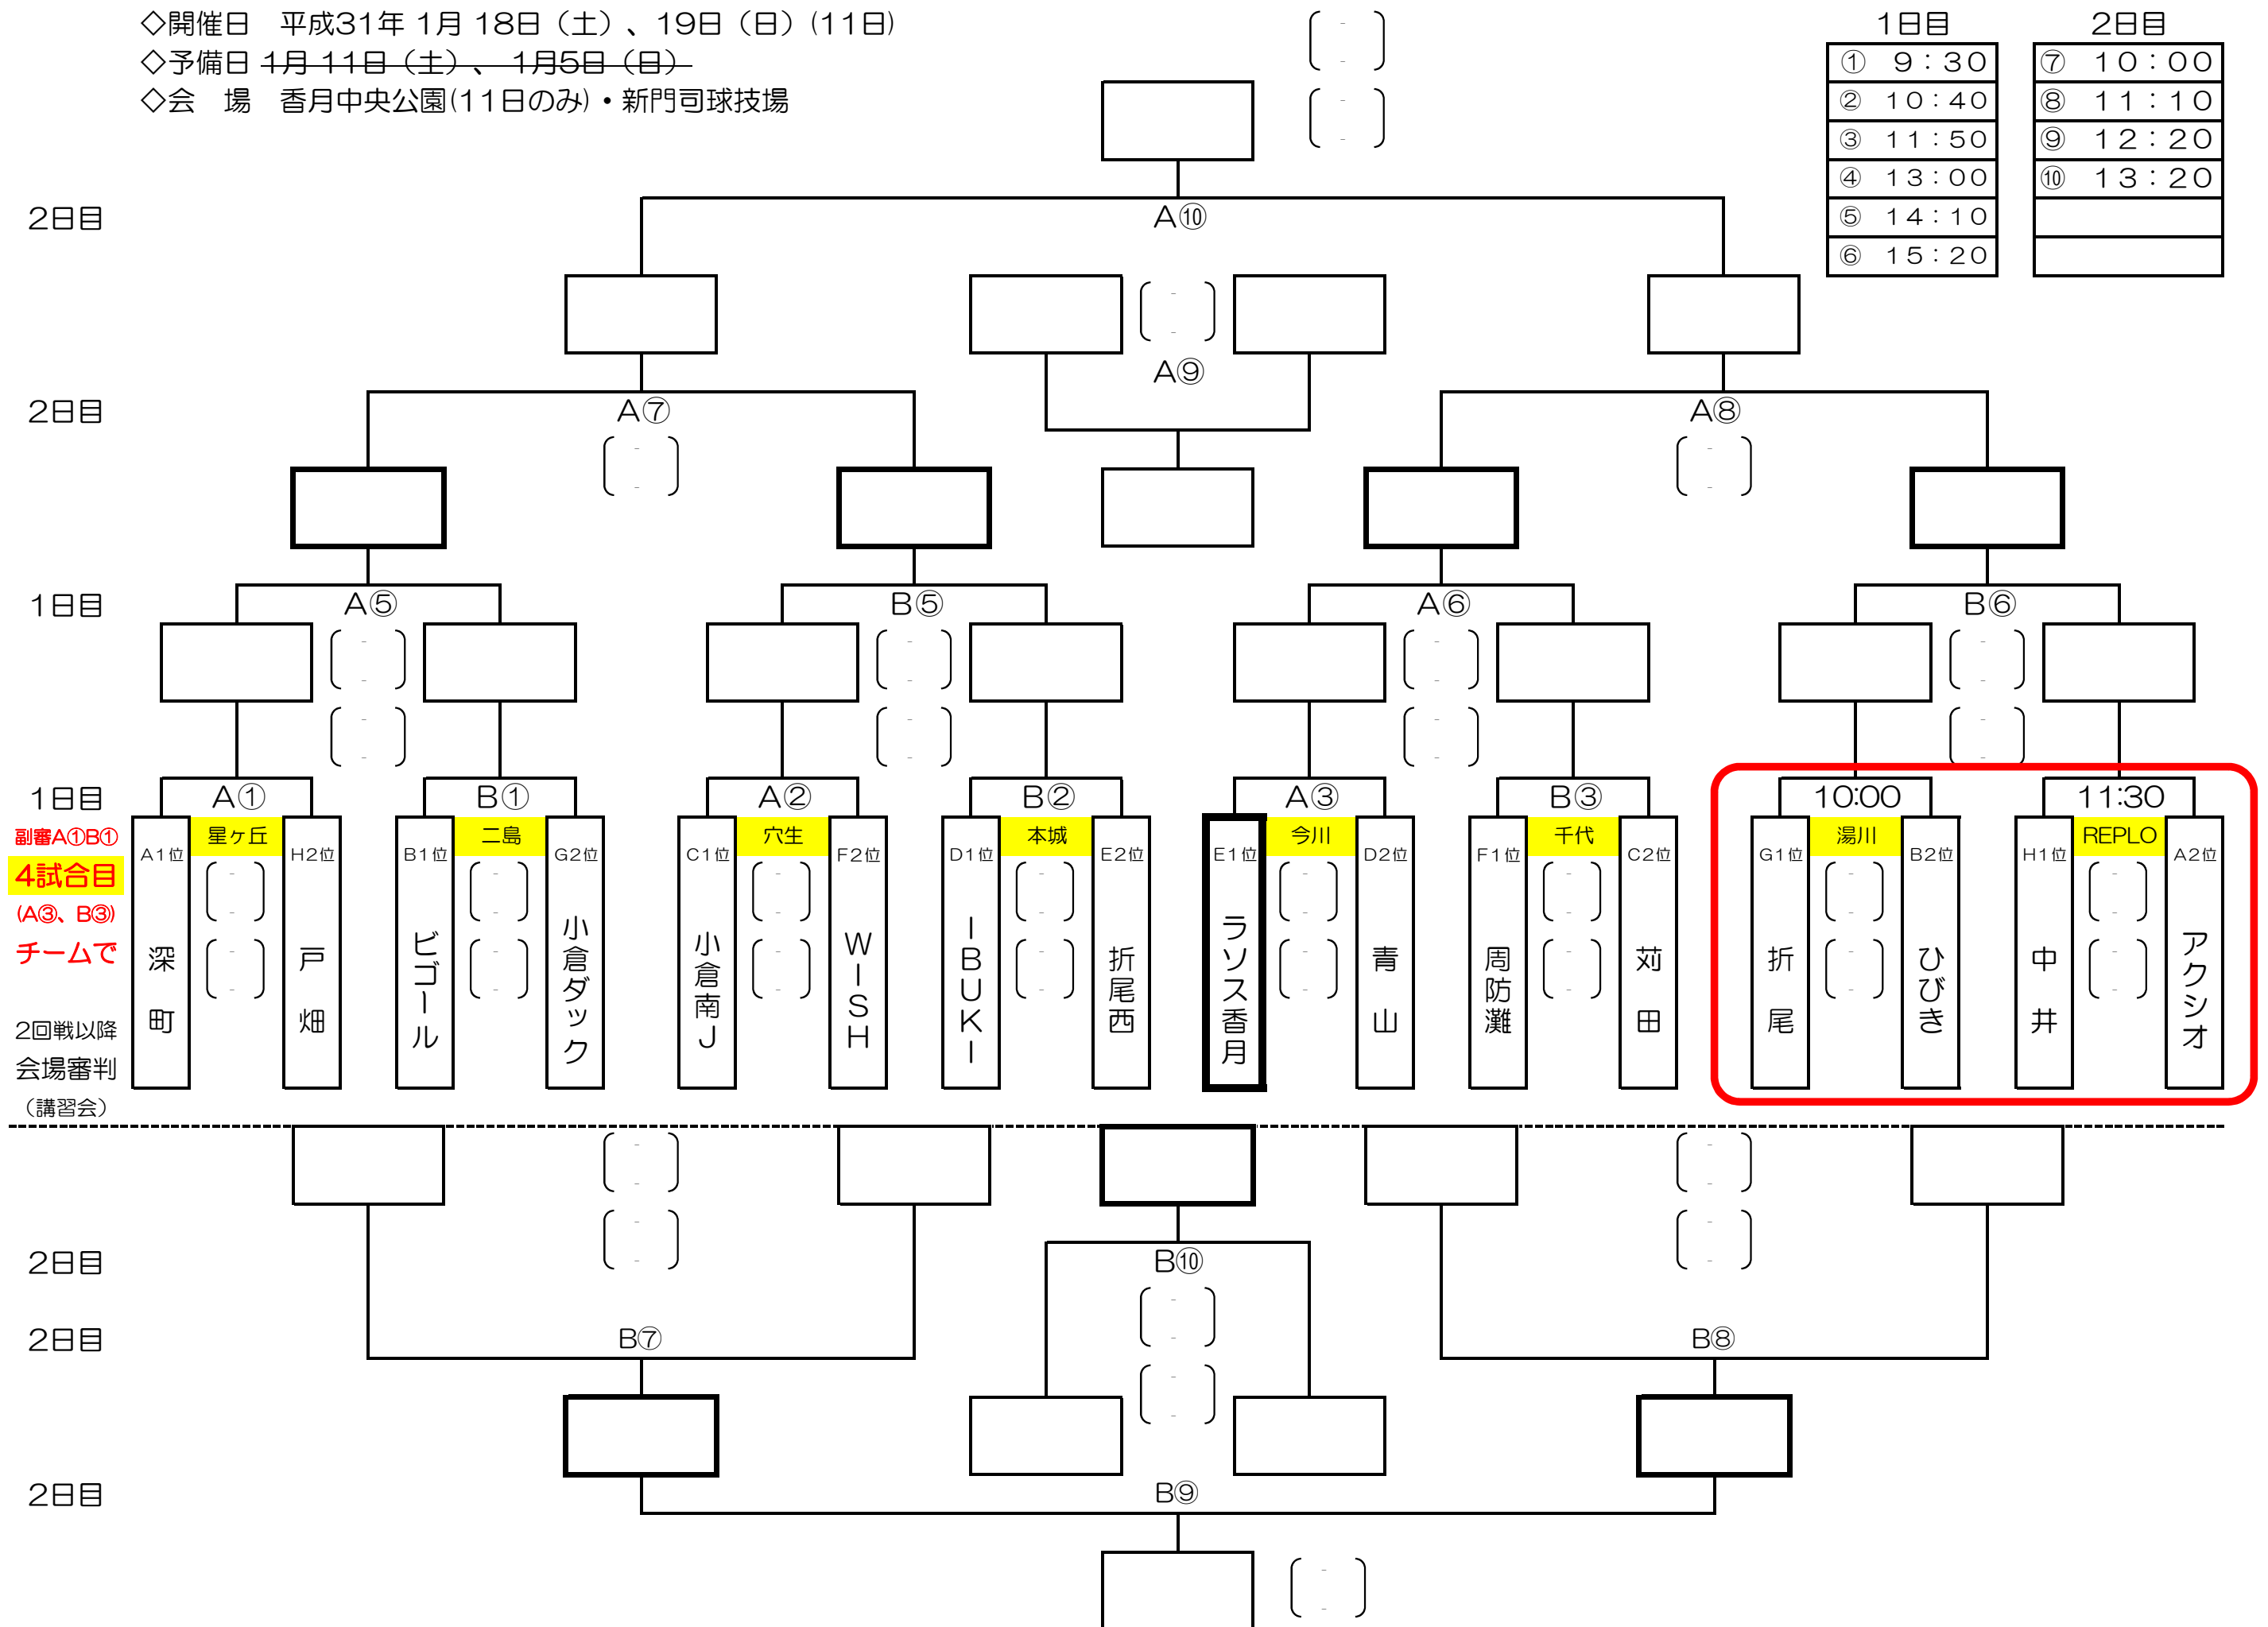 ◇開催日　平成31年 1月 18日（土）、19日（日）(11日)
◇予備日 1月 11日（土）、 1月5日（日）
◇会　場　香月中央公園(11日のみ)・新門司球技場
1日目
① 9：30
② 10：40
③ 11：50
④ 13：00
⑤ 14：10
⑥ 15：20
2日目
⑦ 10：00
⑧ 11：10
⑨ 12：20
⑩ 13：20
2日目
A⑩
A⑨
2日目
A⑦
A⑧
1日目
A⑤
B⑤
A⑥
B⑥
1日目
A①
B①
A②
B②
A③
B③
10:00
11:30
副審A①B①
4試合目
(A③、B③)
チームで
2回戦以降
会場審判
（講習会）
A1位
深町
星ヶ丘
H2位
戸畑
B1位
ビゴール
二島
G2位
小倉ダック
C1位
小倉南J
穴生
F2位
WISH
D1位
IBUKI
本城
E2位
折尾西
E1位
ラソス香月
今川
D2位
青山
F1位
周防灘
千代
C2位
苅田
G1位
折尾
湯川
B2位
ひびき
H1位
中井
REPLO
A2位
アクシオ
2日目
B⑩
2日目
B⑦
B⑧
2日目
B⑨